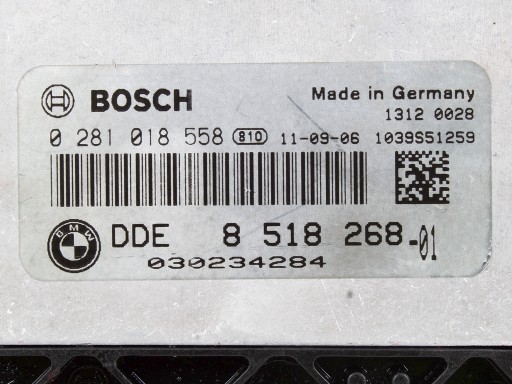 BOSCH Made in Germany
1312 0028
0 281 018 558 810 11-09-06 1039S51259
BMW DDE 8 518 268-01
030234284